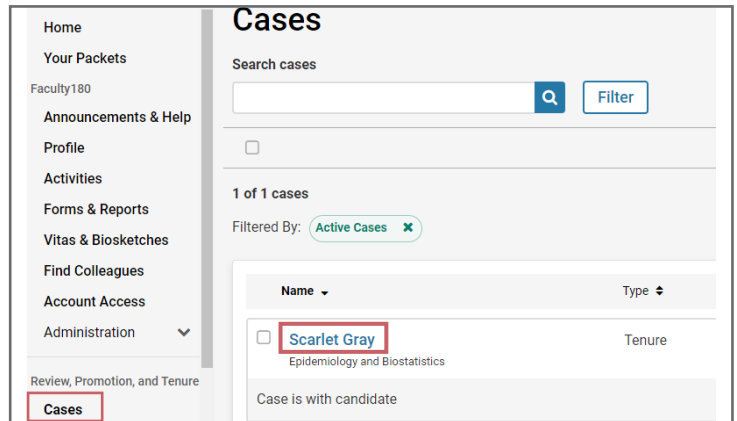 Home
Your Packets
Faculty180
Announcements & Help
Profile
Activities
Forms & Reports
Vitas & Biosketches
Find Colleagues
Account Access
Administration
Review, Promotion, and Tenure
Cases
Cases
Search cases
Filter
1 of 1 cases
Filtered By: Active Cases ✖
Name Type
Scarlet Gray Tenure
Epidemiology and Biostatistics
Case is with candidate